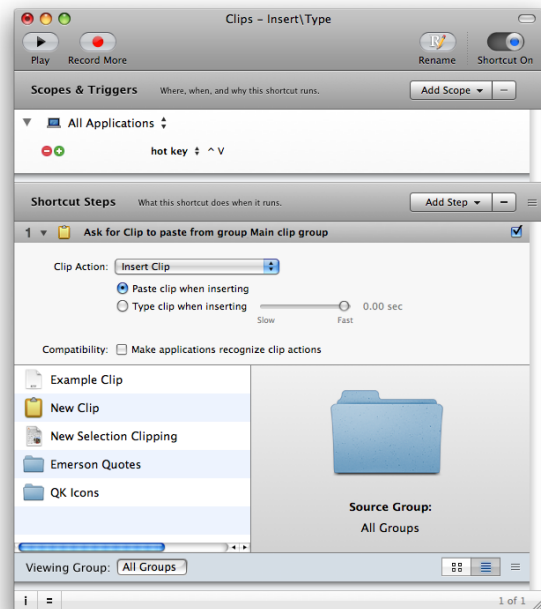 Clips – Insert\Type
Play Record More Rename Shortcut On
Scopes & Triggers Where, when, and why this shortcut runs. Add Scope
All Applications
hot key ^ V
Shortcut Steps What this shortcut does when it runs. Add Step
1 Ask for Clip to paste from group Main clip group
Clip Action: Insert Clip
Paste clip when inserting
Type clip when inserting 0.00 sec
Slow Fast
Compatibility: Make applications recognize clip actions
Example Clip
New Clip
New Selection Clipping
Emerson Quotes
QK Icons
Source Group:
All Groups
Viewing Group: All Groups
i = 1 of 1